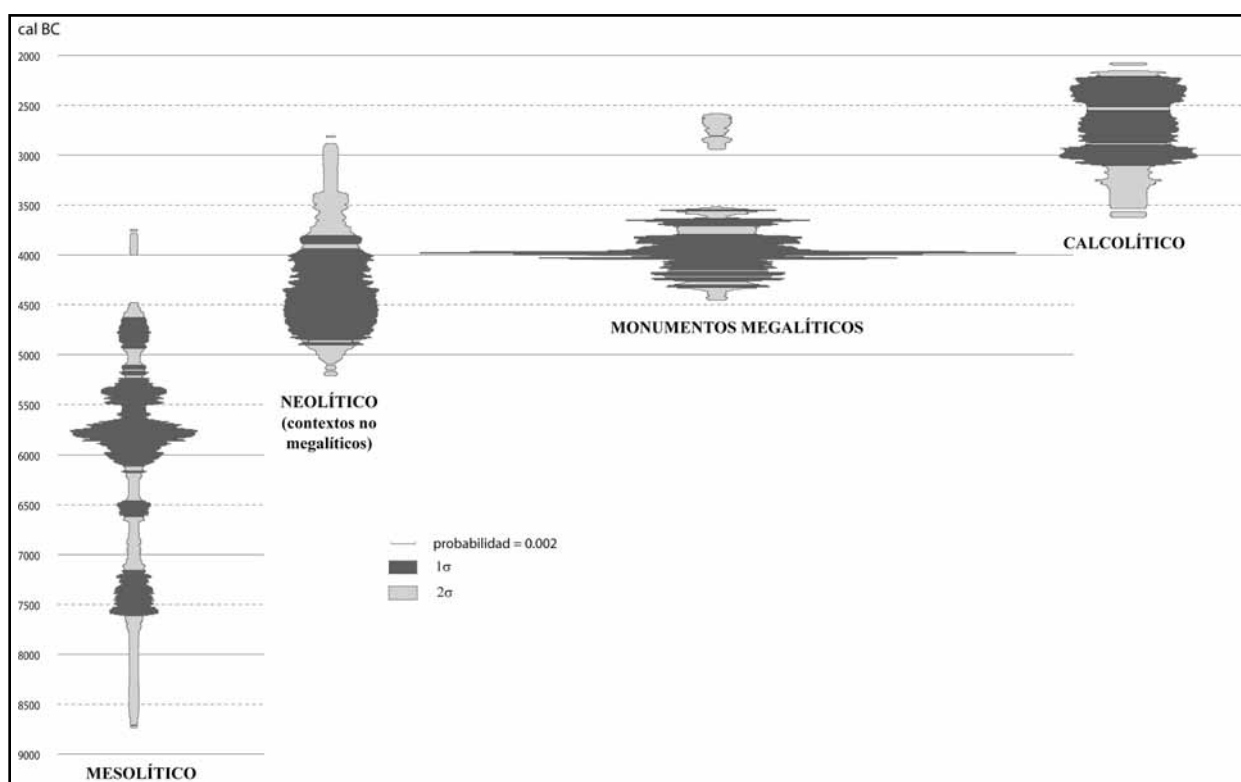 cal BC
2000
2500
3000
3500
CALCOLÍTICO
4000
4500
MONUMENTOS MEGALÍTICOS
5000
NEOLÍTICO
(contextos no
megalíticos)
5500
6000
6500
probabilidad = 0.002
1σ
2σ
7000
7500
8000
8500
9000
MESOLÍTICO